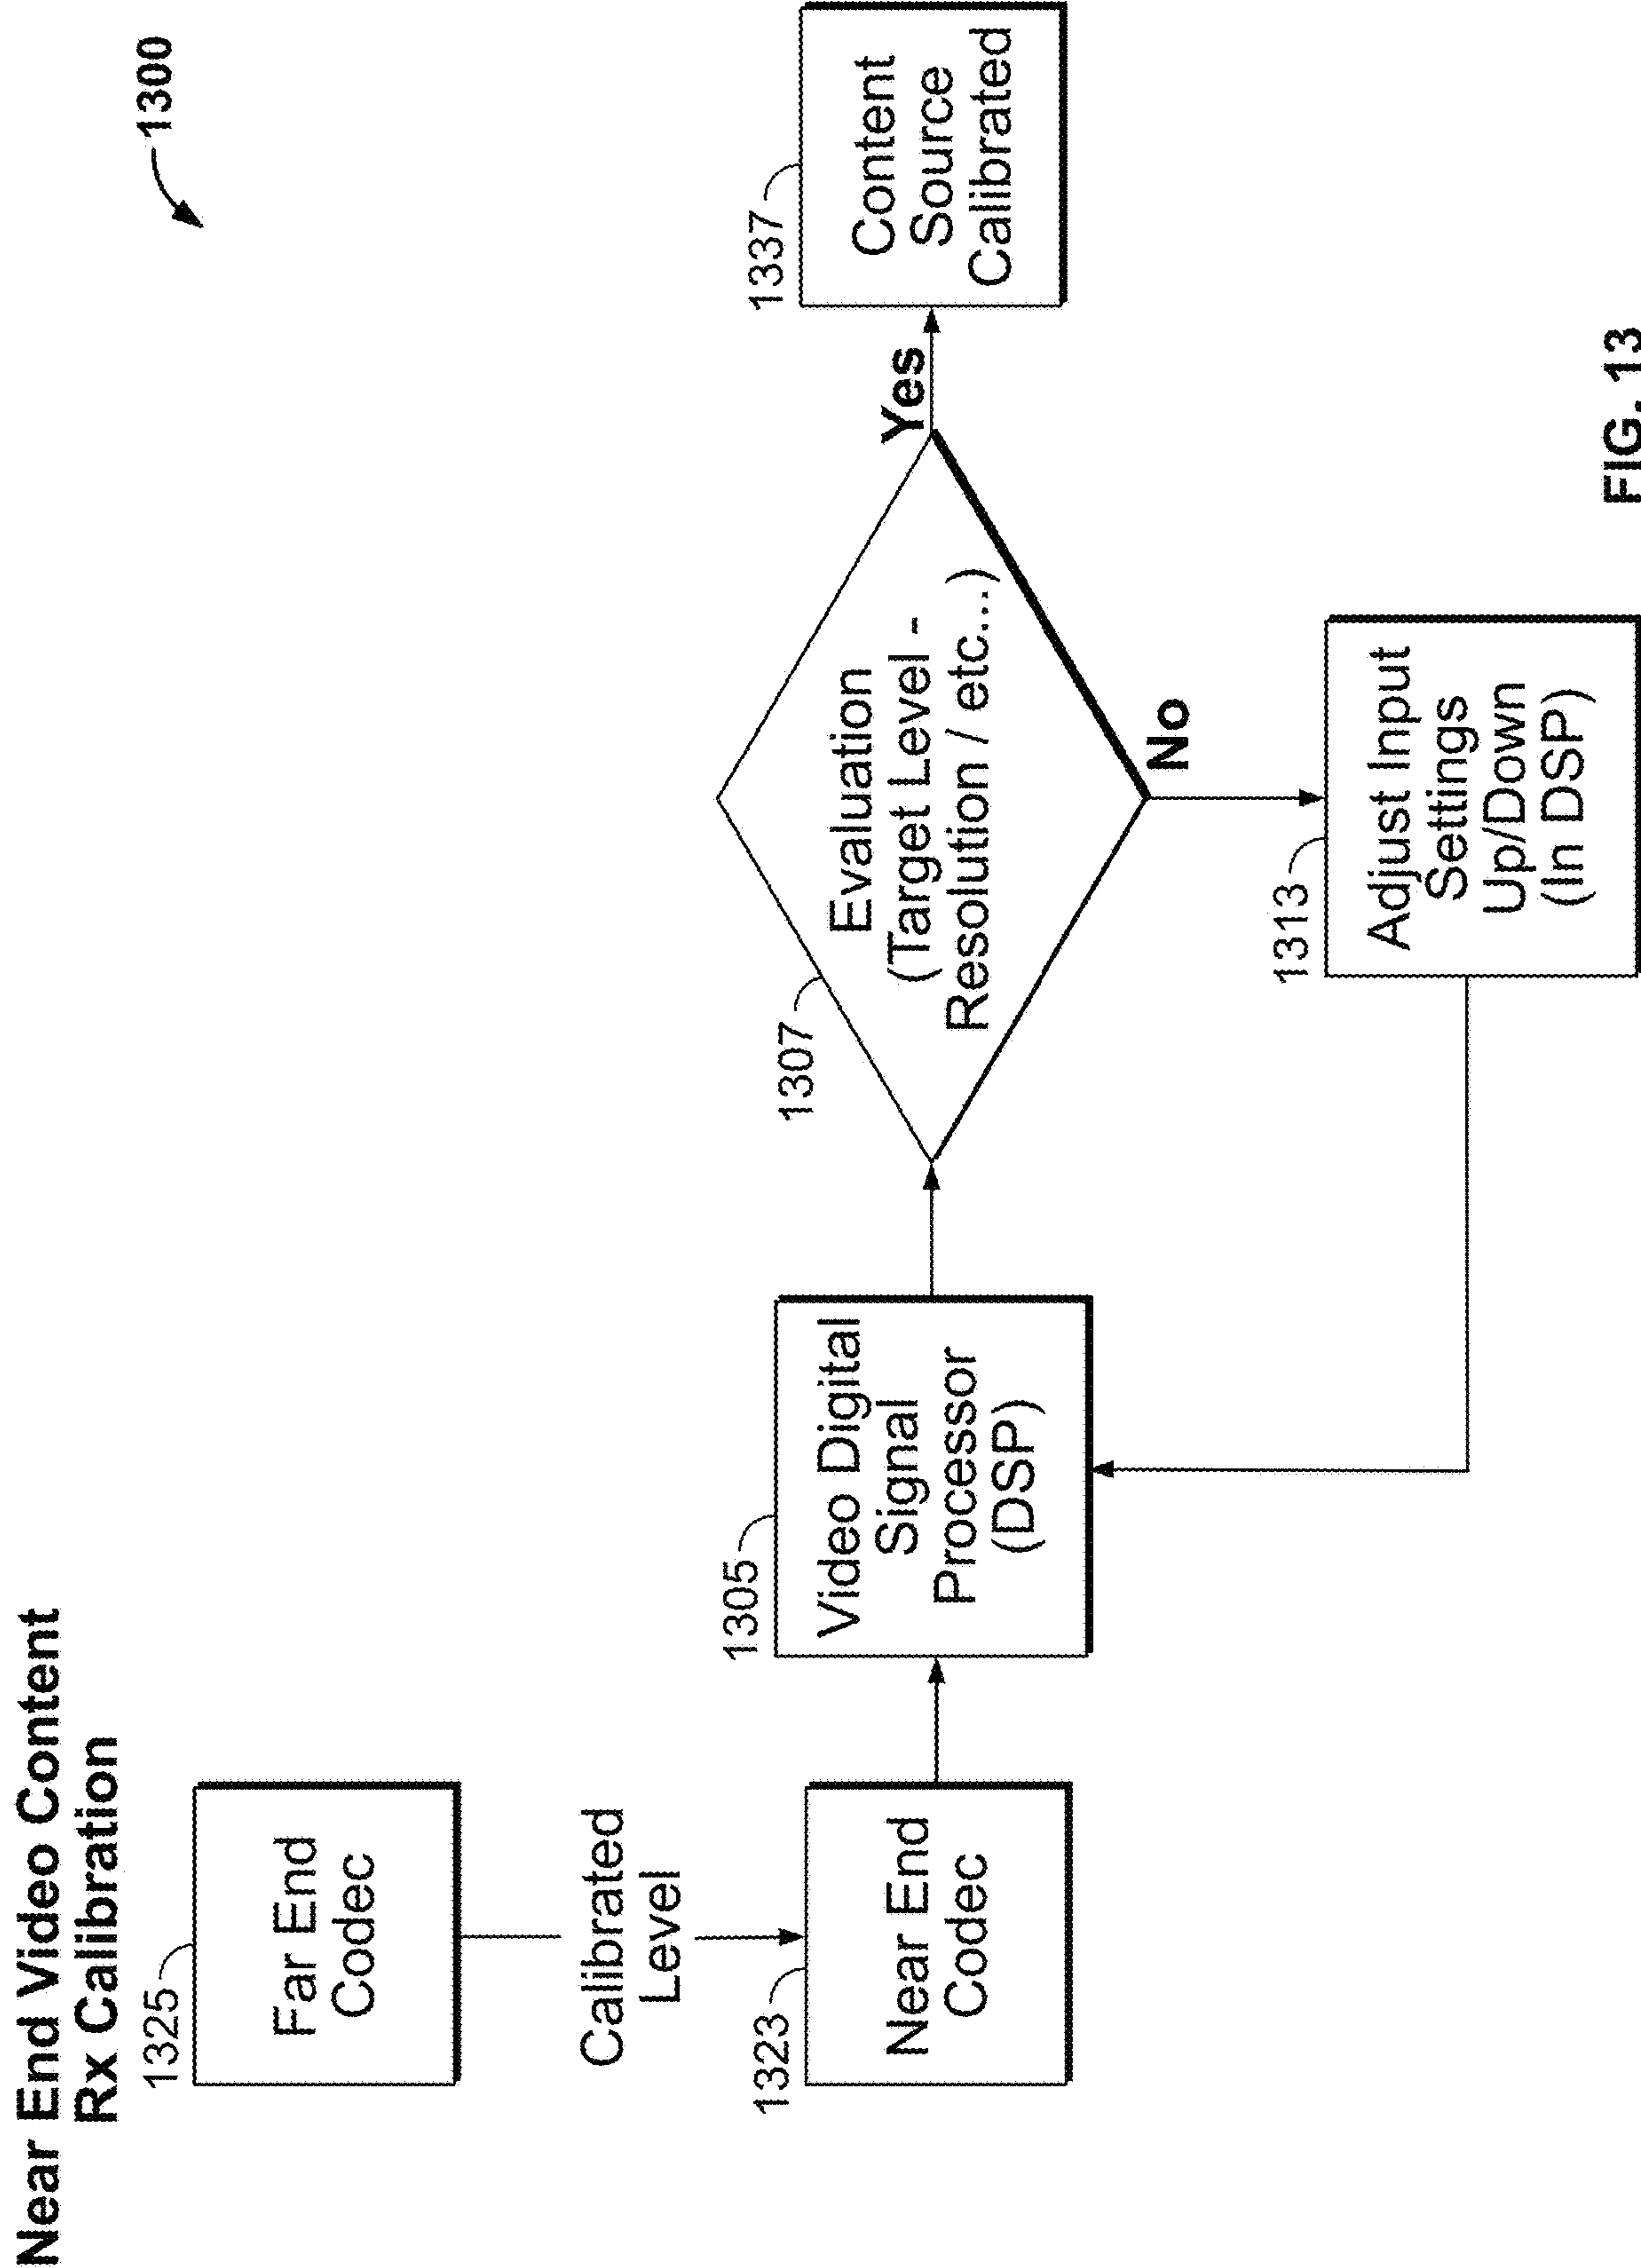 Near End Video Content
Rx Calibration
1300
1325
Far End
Codec
Calibrated
Level
1323
Near End
Codec
1305
Video Digital
Signal
Processor
(DSP)
1307
Evaluation
(Target Level -
Resolution / etc...)
Yes
1337
Content
Source
Calibrated
No
1313
Adjust Input
Settings
Up/Down
(In DSP)
FIG. 13